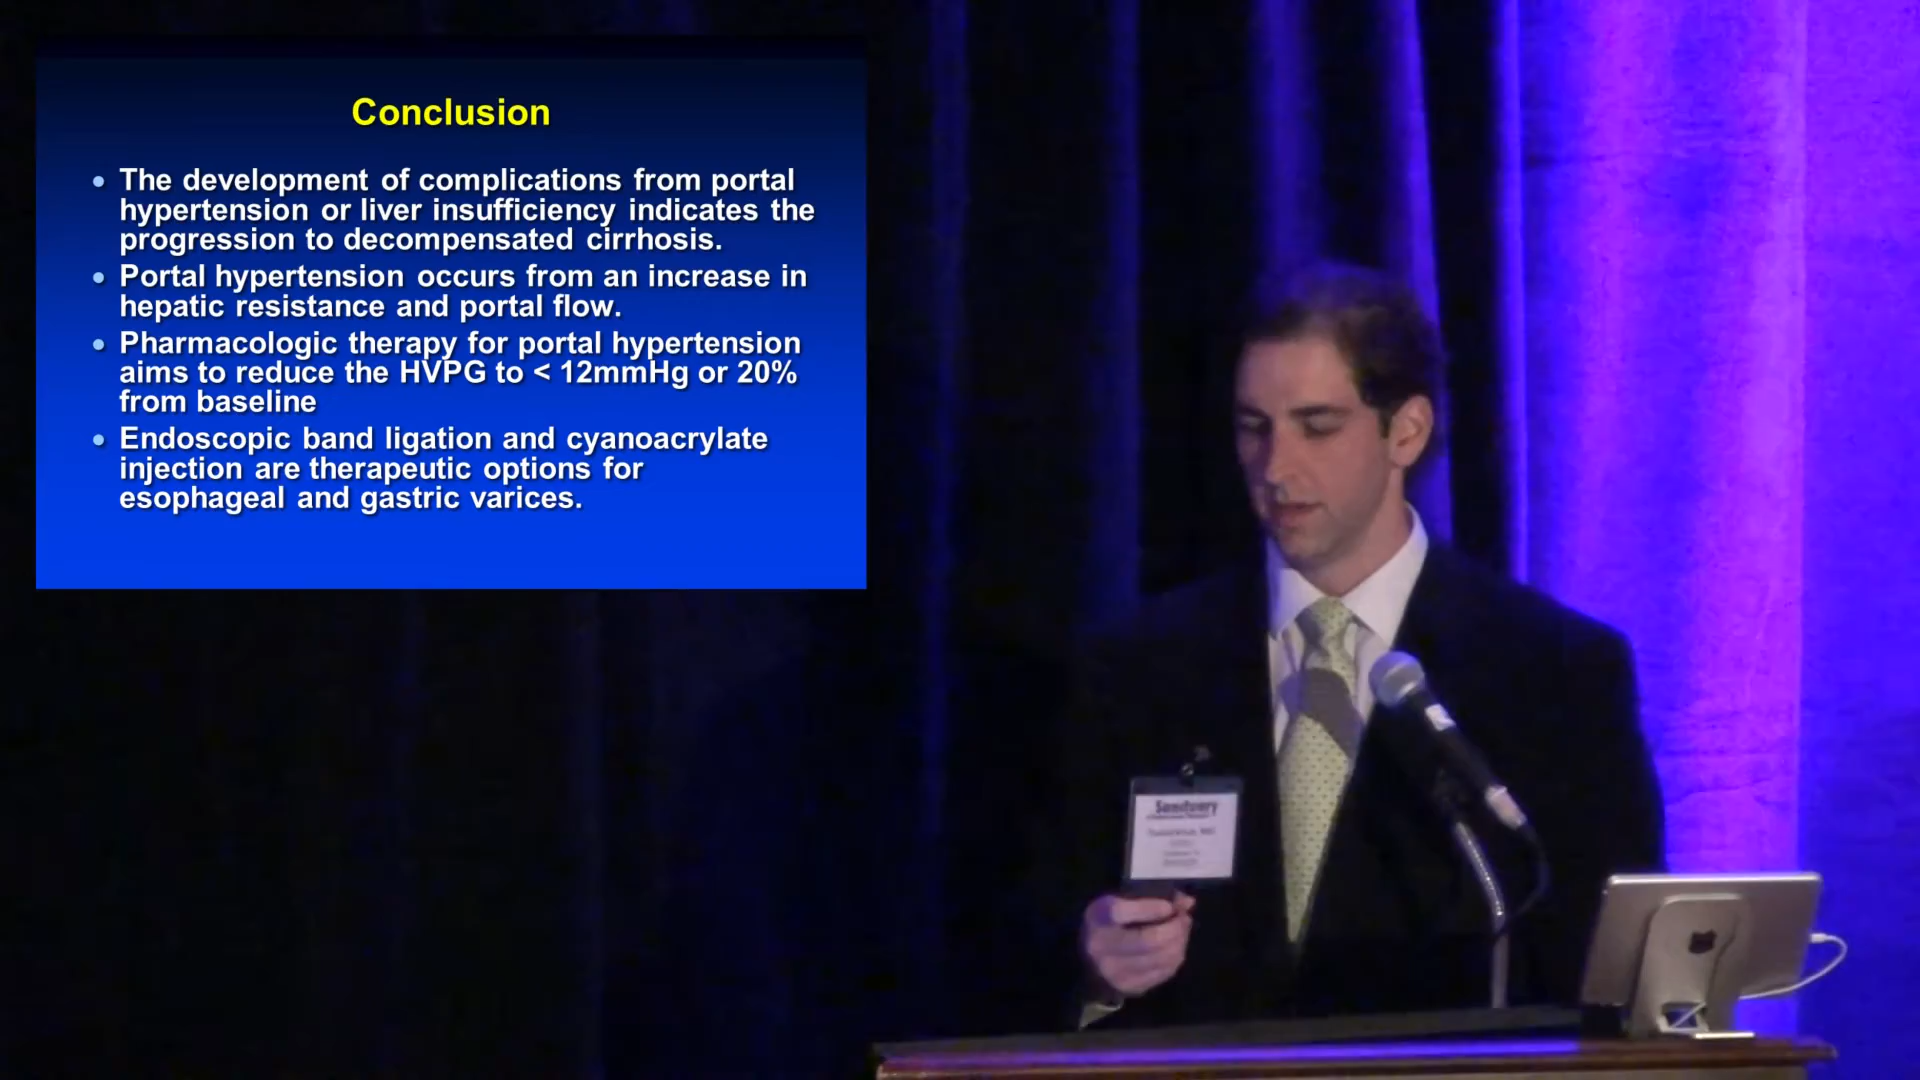 Conclusion
• The development of complications from portal
hypertension or liver insufficiency indicates the
progression to decompensated cirrhosis.
• Portal hypertension occurs from an increase in
hepatic resistance and portal flow.
• Pharmacologic therapy for portal hypertension
aims to reduce the HVPG to < 12mmHg or 20%
from baseline
• Endoscopic band ligation and cyanoacrylate
injection are therapeutic options for
esophageal and gastric varices.
Sanctuary